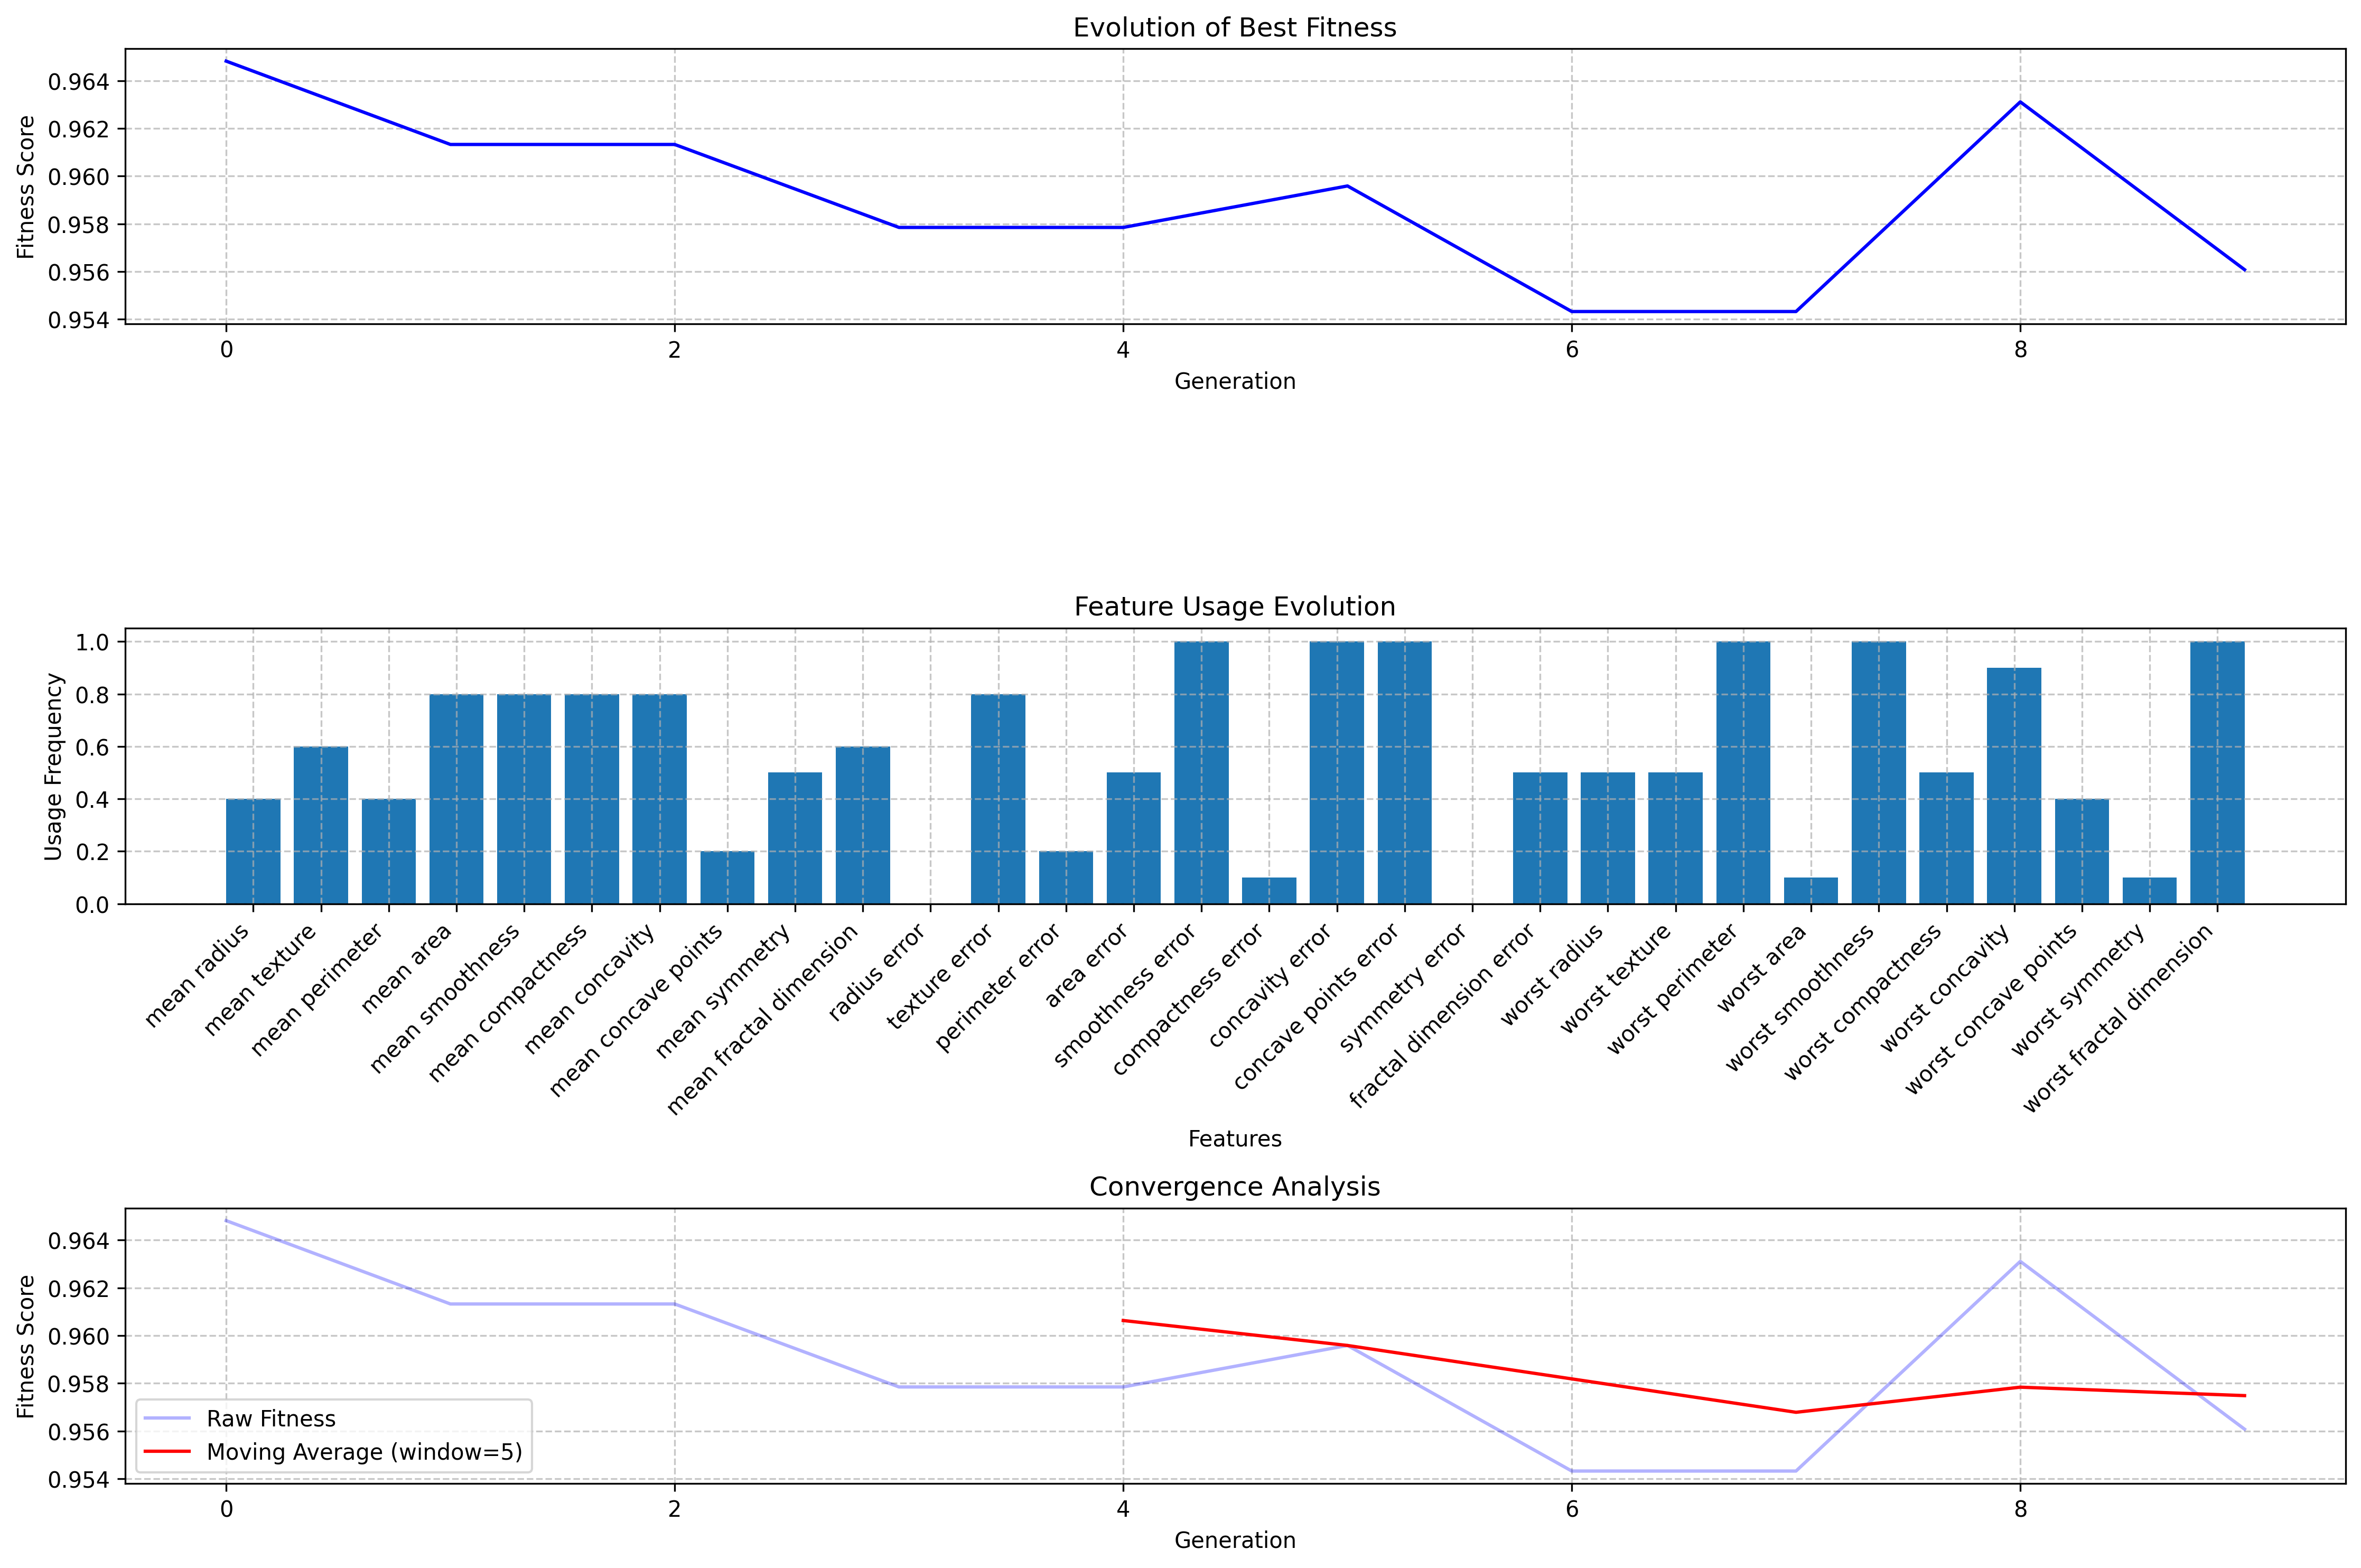 Evolution of Best Fitness
Fitness Score
0.964
0.962
0.960
0.958
0.956
0.954
0
2
4
6
8
Generation
Feature Usage Evolution
Usage Frequency
1.0
0.8
0.6
0.4
0.2
0.0
mean radius
mean texture
mean perimeter
mean area
mean smoothness
mean compactness
mean concavity
mean concave points
mean symmetry
mean fractal dimension
radius error
texture error
perimeter error
area error
smoothness error
compactness error
concavity error
concave points error
symmetry error
fractal dimension error
worst radius
worst texture
worst perimeter
worst area
worst smoothness
worst compactness
worst concavity
worst concave points
worst symmetry
worst fractal dimension
Features
Convergence Analysis
Fitness Score
0.964
0.962
0.960
0.958
0.956
0.954
Raw Fitness
Moving Average (window=5)
0
2
4
6
8
Generation